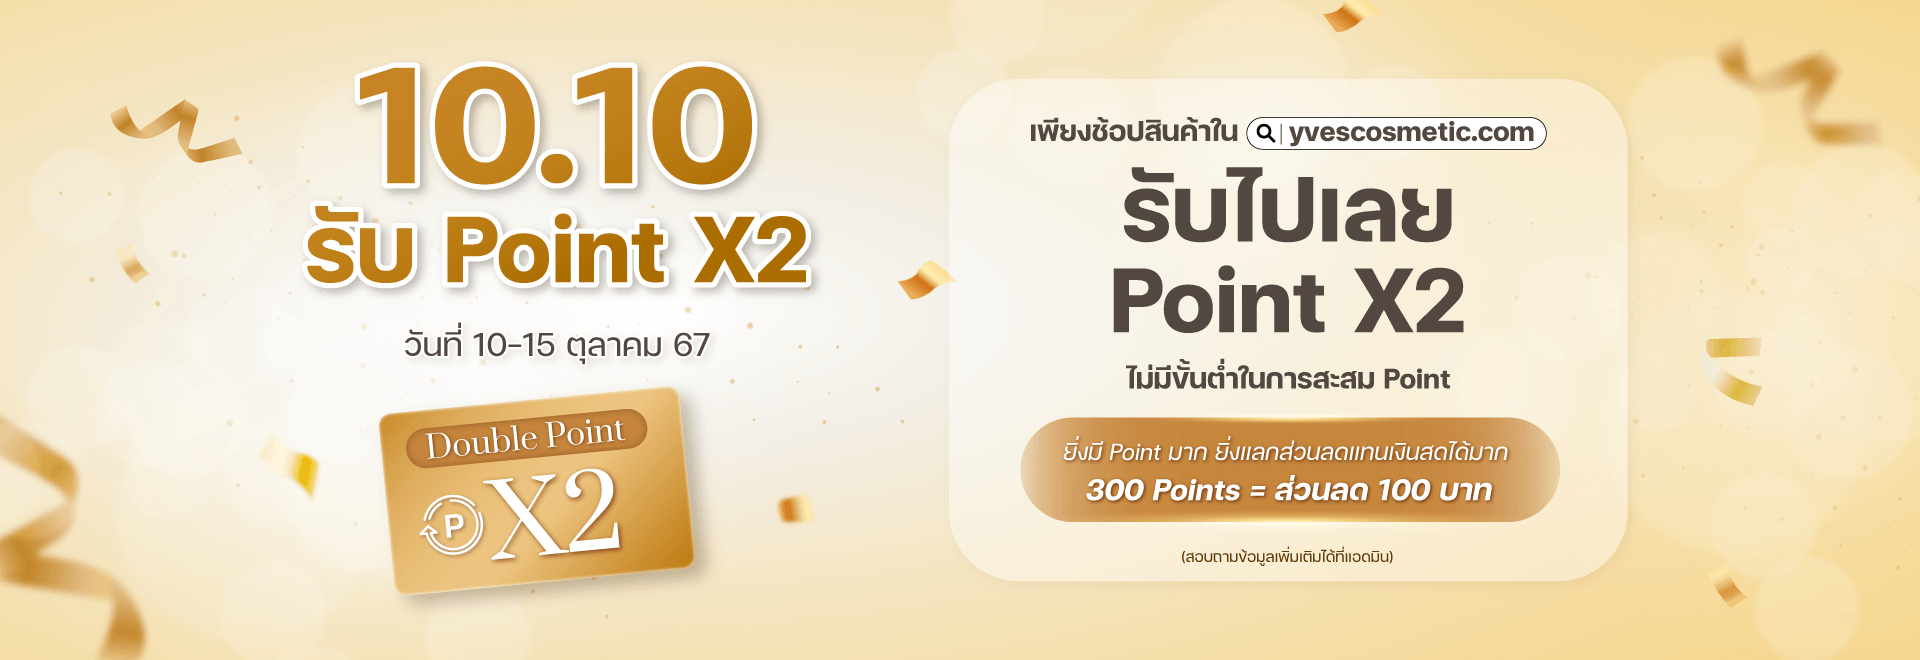 10.10
รับ Point X2
วันที่ 10-15 ตุลาคม 67
Double Point
P X2
เพียงช้อปสินค้าใน yvescosmetic.com
รับไปเลย
Point X2
ไม่มีขั้นต่ำในการสะสม Point
ยิ่งมี Point มาก ยิ่งแลกส่วนลดแทนเงินสดได้มาก
300 Points = ส่วนลด 100 บาท
(สอบถามข้อมูลเพิ่มเติมได้ที่แอดมิน)